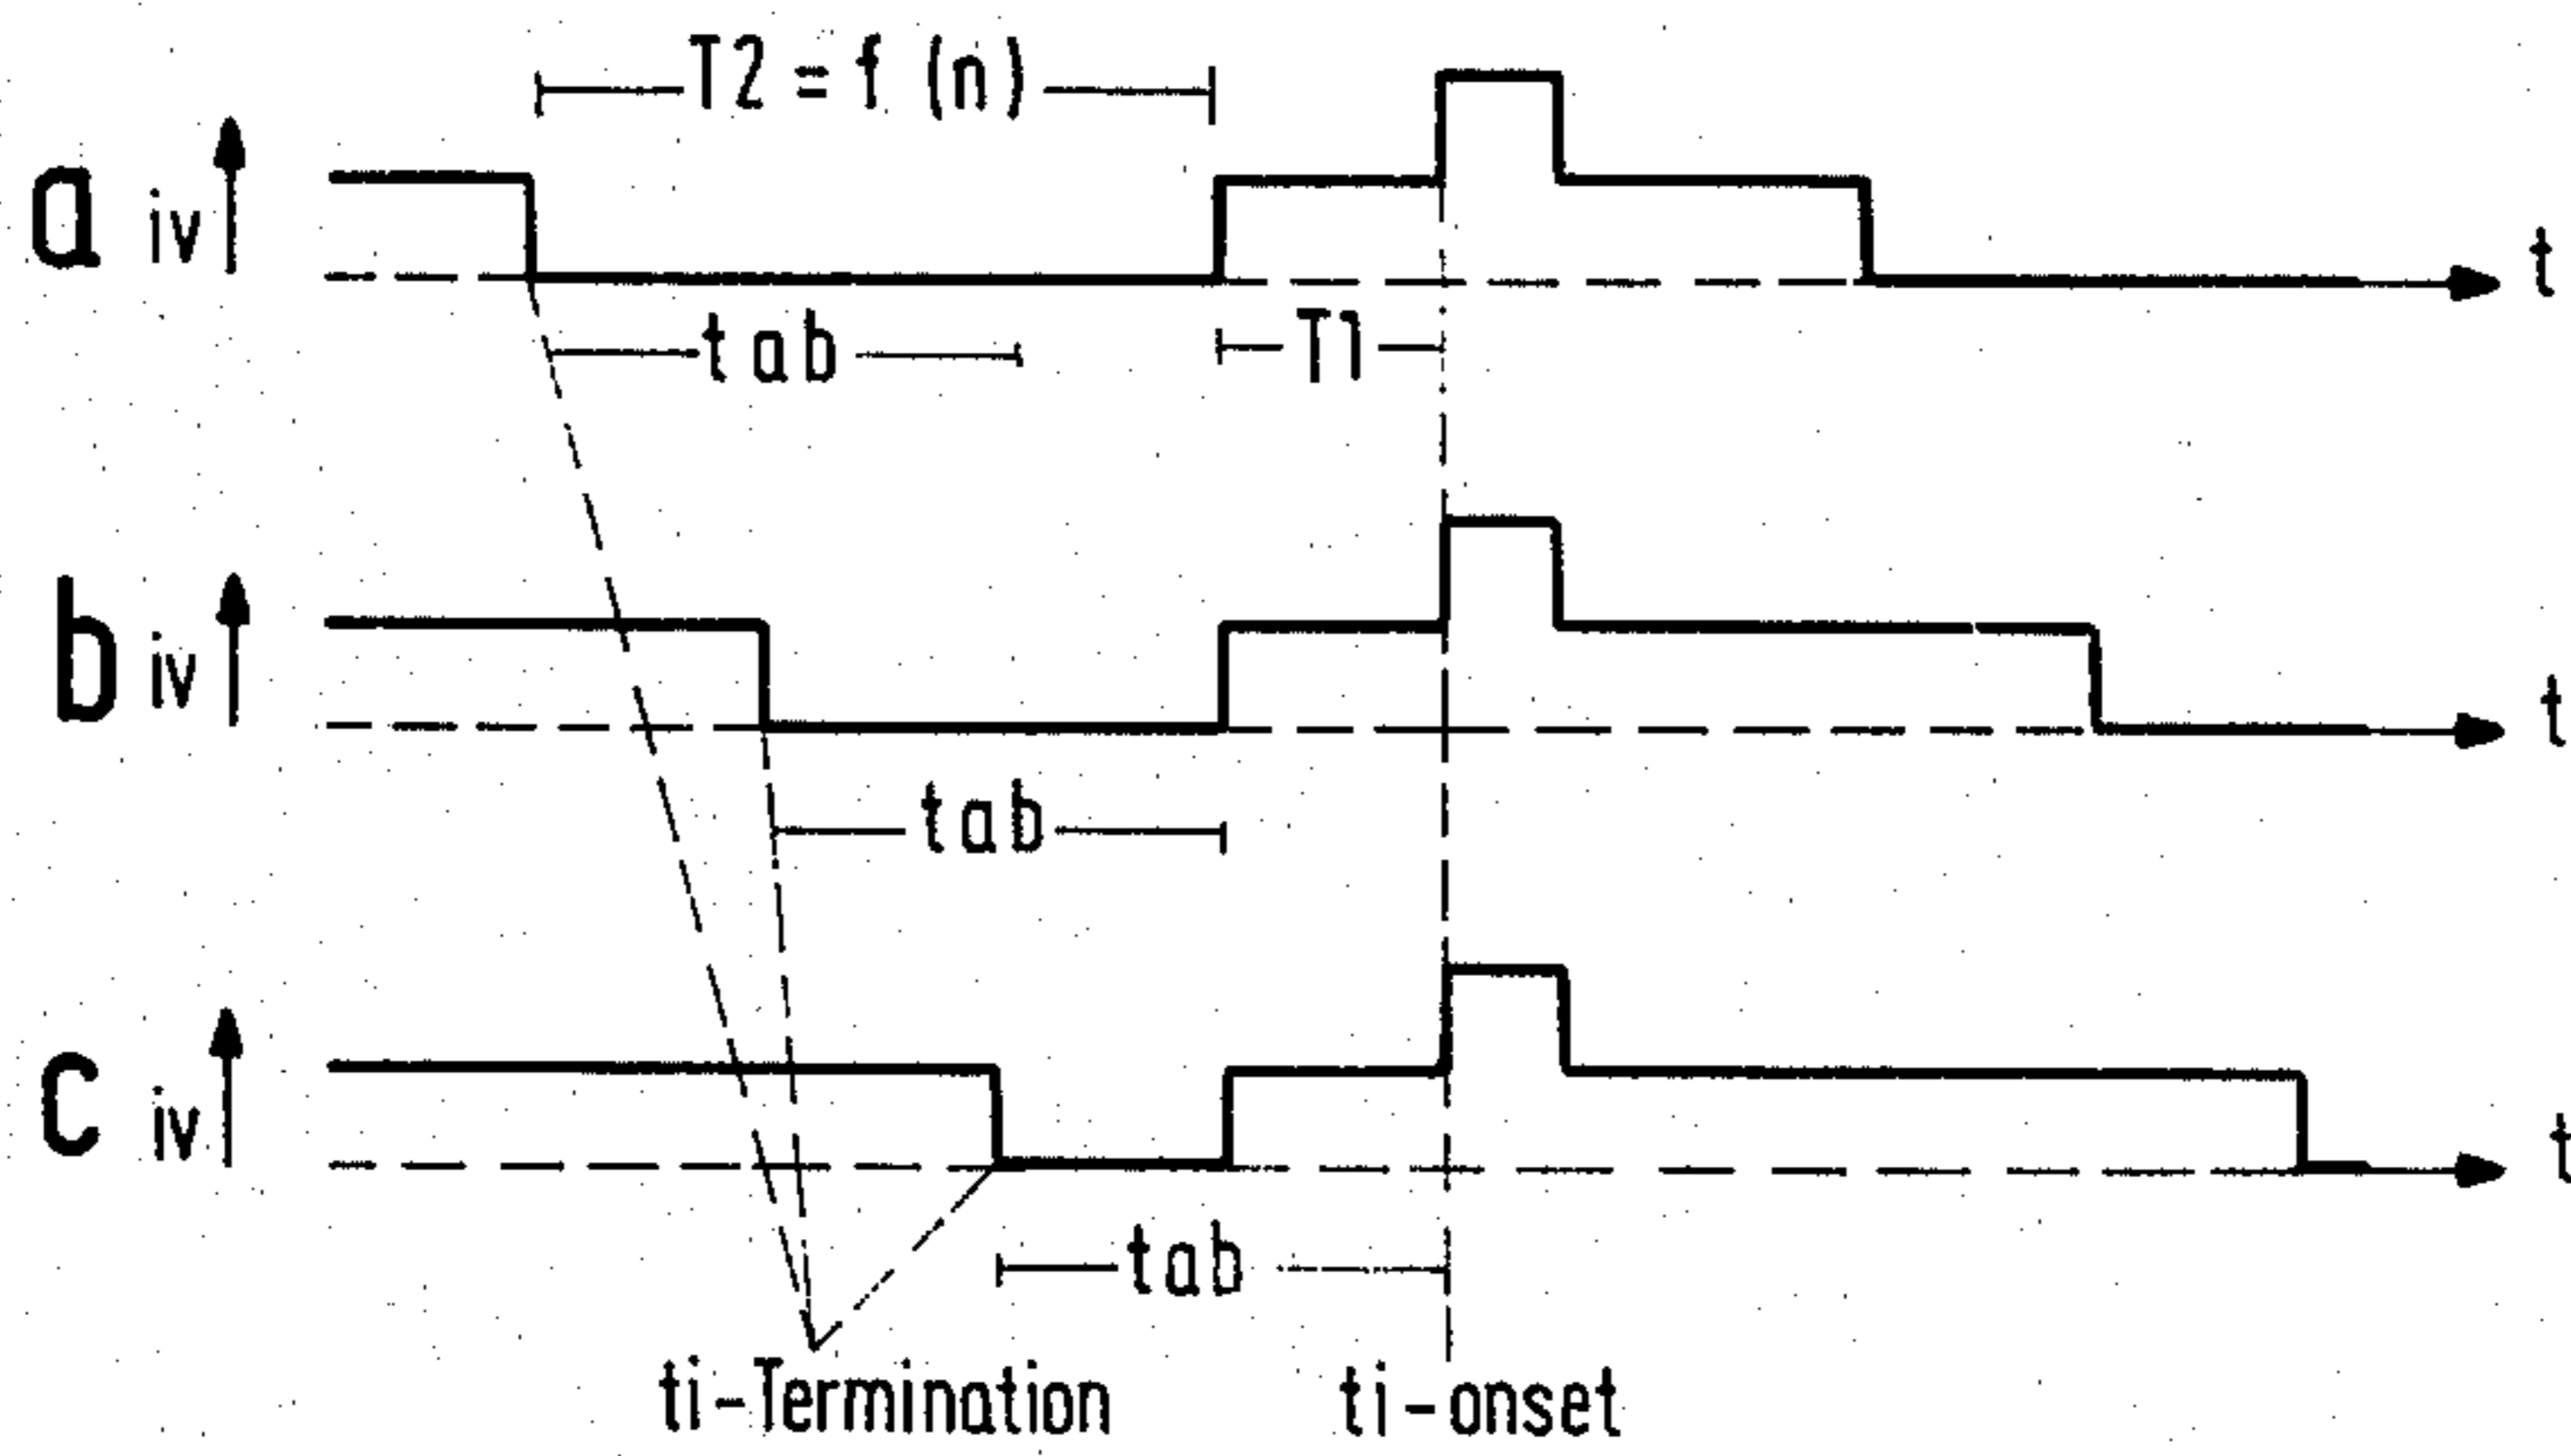 T2 = f (n)
a iv t
tab T1
b iv t
tab
c iv t
tab
ti-Termination ti-onset